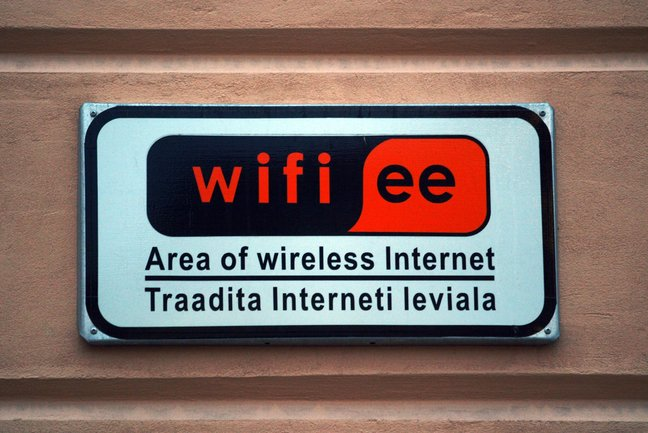 wifi ee
Area of wireless Internet
Traadita Interneti leviala